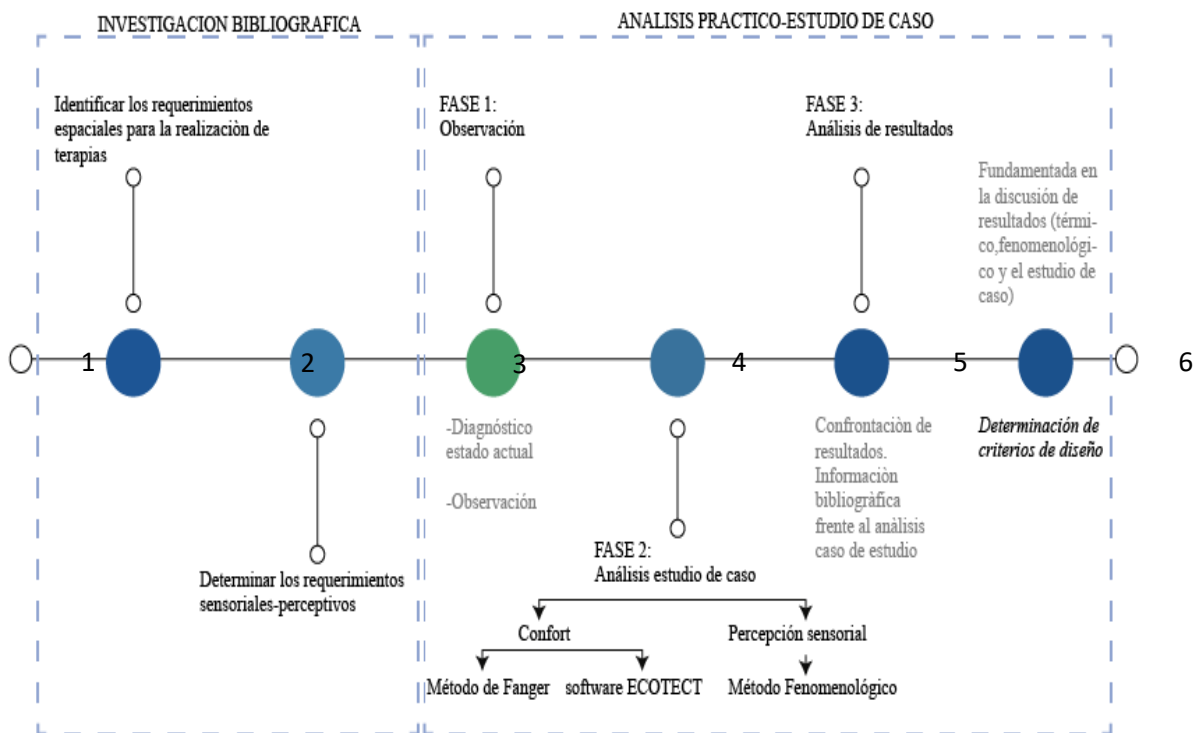 INVESTIGACION BIBLIOGRAFICA
ANALISIS PRACTICO-ESTUDIO DE CASO
Identificar los requerimientos
espaciales para la realizaciòn de
terapias
FASE 1:
Observación
FASE 3:
Análisis de resultados
Fundamentada en
la discusión de
resultados (térmi-
co,fenomenológi-
co y el estudio de
caso)
1
2
3
4
5
6
-Diagnóstico
estado actual
-Observación
Confrontaciòn de
resultados.
Informaciòn
bibliogràfica
frente al anàlisis
caso de estudio
Determinación de
criterios de diseño
Determinar los requerimientos
sensoriales-perceptivos
FASE 2:
Análisis estudio de caso
Confort
Percepción sensorial
Método de Fanger
software ECOTECT
Método Fenomenológico